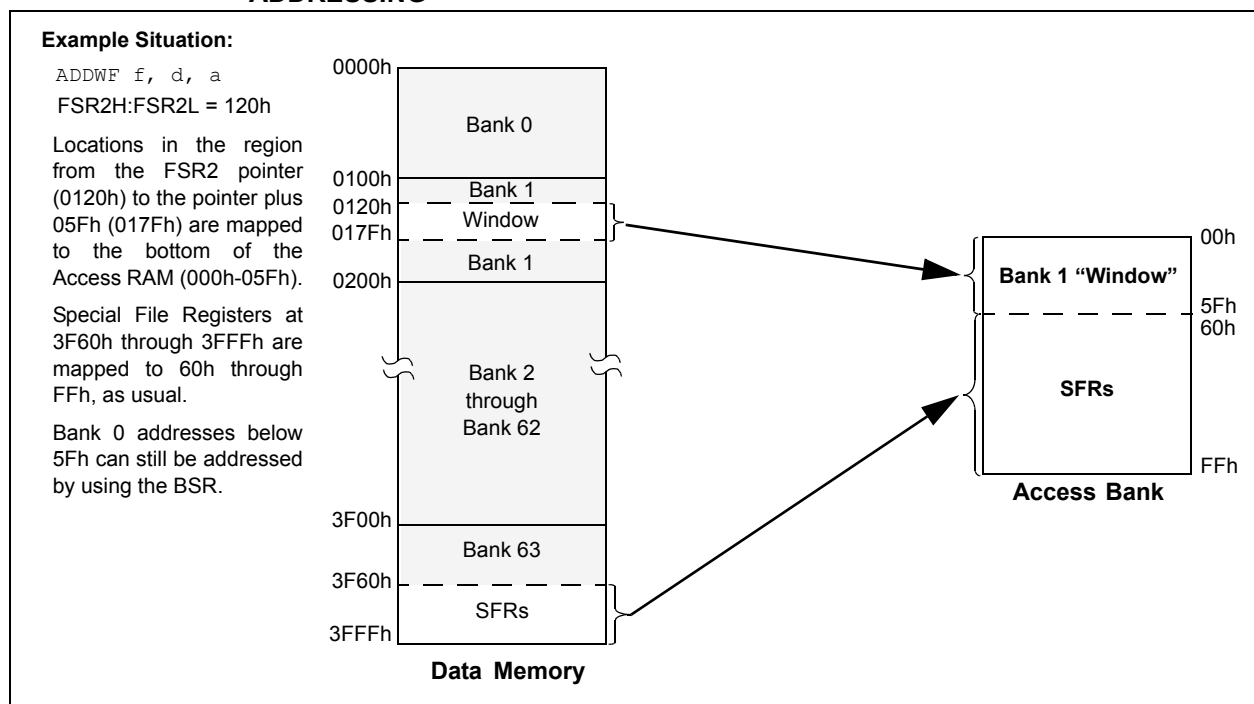 ADDRESSING
Example Situation:
ADDWF f, d, a
FSR2H:FSR2L = 120h
Locations in the region
from the FSR2 pointer
(0120h) to the pointer plus
05Fh (017Fh) are mapped
to the bottom of the
Access RAM (000h-05Fh).
Special File Registers at
3F60h through 3FFFh are
mapped to 60h through
FFh, as usual.
Bank 0 addresses below
5Fh can still be addressed
by using the BSR.
0000h
Bank 0
0100h
Bank 1
0120h
Window
017Fh
Bank 1
0200h
Bank 2
through
Bank 62
3F00h
Bank 63
3F60h
SFRs
3FFFh
Data Memory
00h
Bank 1 “Window”
5Fh
60h
SFRs
FFh
Access Bank